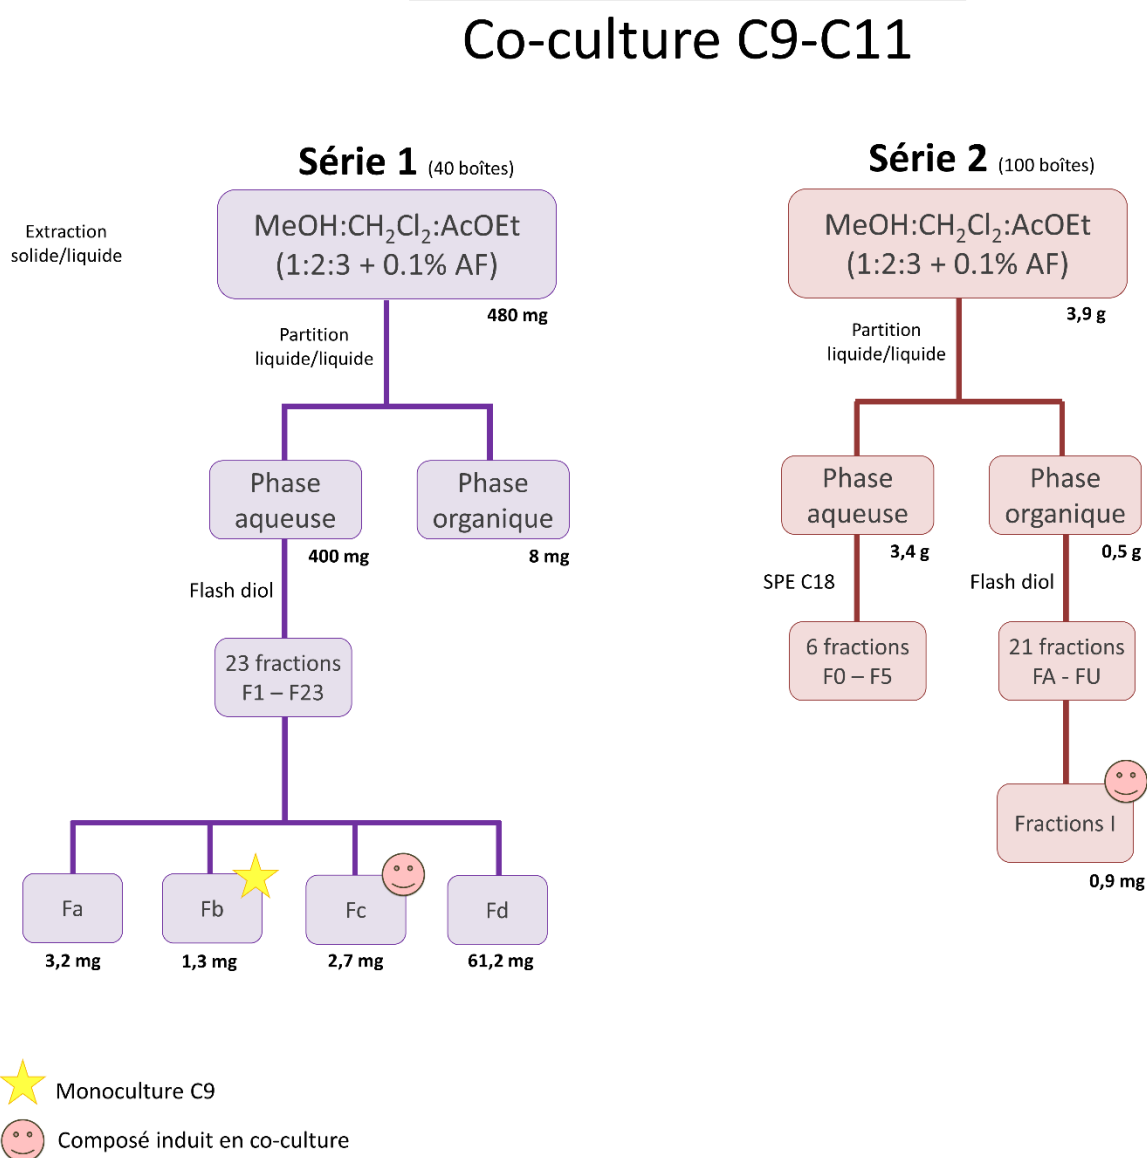 Co-culture C9-C11
Série 1 (40 boîtes)
Série 2 (100 boîtes)
Extraction
solide/liquide
MeOH:CH₂Cl₂:AcOEt
(1:2:3 + 0.1% AF)
480 mg
MeOH:CH₂Cl₂:AcOEt
(1:2:3 + 0.1% AF)
3,9 g
Partition
liquide/liquide
Partition
liquide/liquide
Phase
aqueuse
400 mg
Phase
organique
8 mg
Phase
aqueuse
3,4 g
Phase
organique
0,5 g
Flash diol
SPE C18
Flash diol
23 fractions
F1 – F23
6 fractions
F0 – F5
21 fractions
FA - FU
Fractions I
0,9 mg
Fa
3,2 mg
Fb
1,3 mg
Fc
2,7 mg
Fd
61,2 mg
Monoculture C9
Composé induit en co-culture